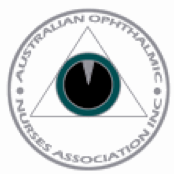 AUSTRALIAN OPHTHALMIC
NURSES ASSOCIATION INC